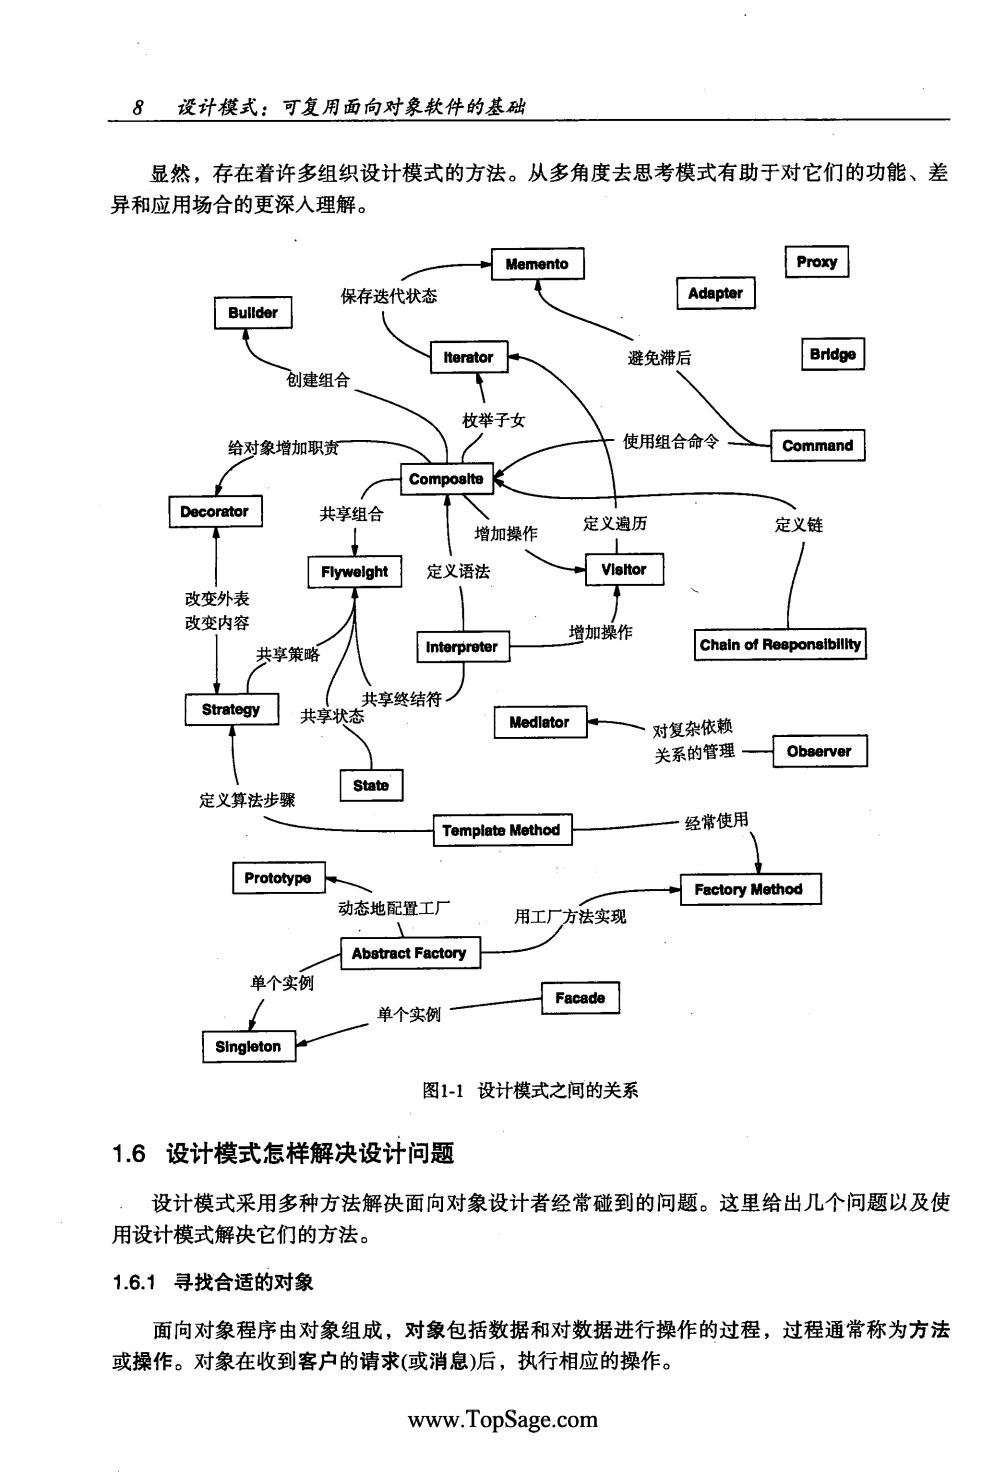 8 设计模式：可复用面向对象软件的基础
显然，存在着许多组织设计模式的方法。从多角度去思考模式有助于对它们的功能、差
异和应用场合的更深入理解。
Memento
Proxy
Adapter
保存迭代状态
Builder
Iterator
避免滞后
Bridge
创建组合
枚举子女
给对象增加职责
使用组合命令
Command
Composite
Decorator
共享组合
增加操作
定义遍历
定义链
Flyweight
定义语法
Visitor
改变外表
改变内容
共享策略
Interpreter
增加操作
Chain of Responsibility
Strategy
共享状态
共享终结符
Mediator
对复杂依赖
关系的管理
Observer
State
定义算法步骤
Template Method
经常使用
Prototype
Factory Method
动态地配置工厂
用工厂方法实现
Abstract Factory
单个实例
Facade
单个实例
Singleton
图1-1 设计模式之间的关系
1.6 设计模式怎样解决设计问题
设计模式采用多种方法解决面向对象设计者经常碰到的问题。这里给出几个问题以及使
用设计模式解决它们的方法。
1.6.1 寻找合适的对象
面向对象程序由对象组成，对象包括数据和对数据进行操作的过程，过程通常称为方法
或操作。对象在收到客户的请求(或消息)后，执行相应的操作。
www.TopSage.com